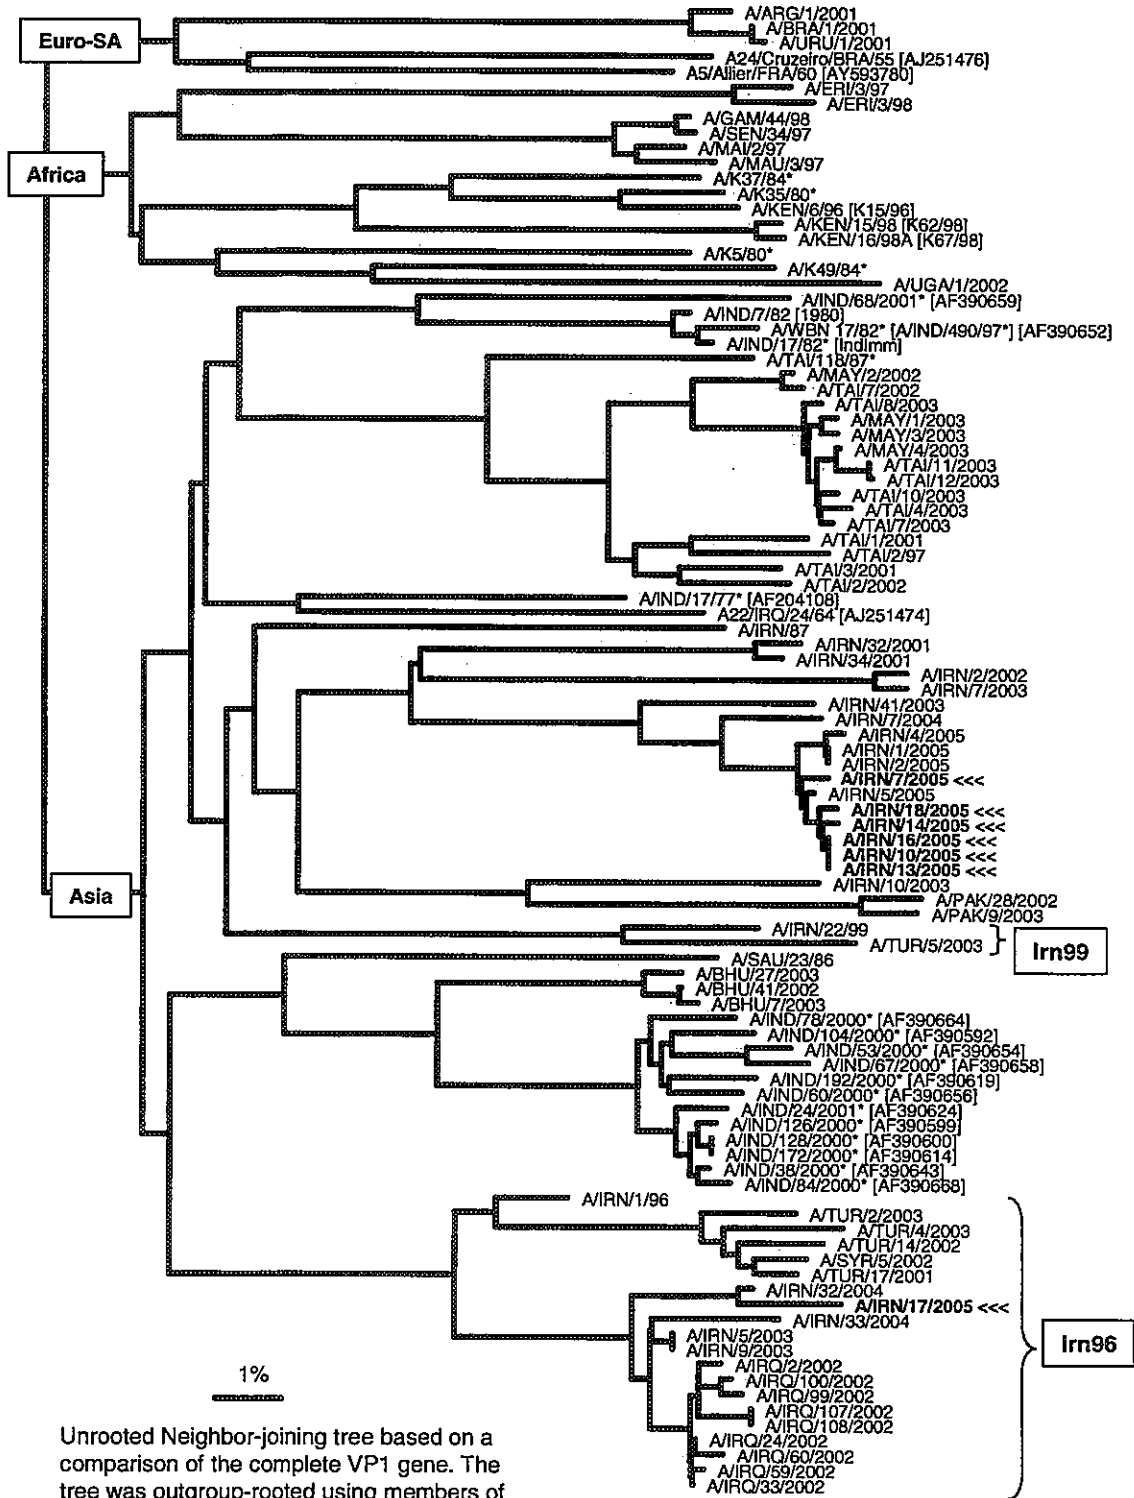 Euro-SA
A/ARG/1/2001
A/BRA/1/2001
A/URU/1/2001
A24/Cruzeiro/BRA/55 [AJ251476]
A5/Allier/FRA/60 [AY593780]
A/ERI/3/97
A/ERI/3/98
A/GAM/44/98
A/SEN/34/97
A/MAI/2/97
A/MAU/3/97
Africa
A/K37/84*
A/K35/80*
A/KEN/6/96 [K15/96]
A/KEN/15/98 [K62/98]
A/KEN/16/98A [K67/98]
A/K5/80*
A/K49/84*
A/UGA/1/2002
A/IND/68/2001* [AF390659]
A/IND/7/82 [1980]
A/WBN 17/82* [A/IND/490/97*] [AF390652]
A/IND/17/82* [IndImm]
A/TAI/118/87*
A/MAY/2/2002
A/TAI/7/2002
A/TAI/8/2003
A/MAY/1/2003
A/MAY/3/2003
A/MAY/4/2003
A/TAI/11/2003
A/TAI/12/2003
A/TAI/10/2003
A/TAI/4/2003
A/TAI/7/2003
A/TAI/1/2001
A/TAI/2/97
A/TAI/3/2001
A/TAI/2/2002
A/IND/17/77* [AF204108]
A22/IRQ/24/64 [AJ251474]
A/IRN/87
A/IRN/32/2001
A/IRN/34/2001
A/IRN/2/2002
A/IRN/7/2003
A/IRN/41/2003
A/IRN/7/2004
A/IRN/4/2005
A/IRN/1/2005
A/IRN/2/2005
A/IRN/7/2005 <<<
A/IRN/5/2005
A/IRN/18/2005 <<<
A/IRN/14/2005 <<<
A/IRN/16/2005 <<<
A/IRN/10/2005 <<<
A/IRN/13/2005 <<<
Asia
A/IRN/10/2003
A/PAK/28/2002
A/PAK/9/2003
A/IRN/22/99
A/TUR/5/2003
Irn99
A/SAU/23/86
A/BHU/27/2003
A/BHU/41/2002
A/BHU/7/2003
A/IND/78/2000* [AF390664]
A/IND/104/2000* [AF390592]
A/IND/53/2000* [AF390654]
A/IND/67/2000* [AF390658]
A/IND/192/2000* [AF390619]
A/IND/60/2000* [AF390656]
A/IND/24/2001* [AF390624]
A/IND/126/2000* [AF390599]
A/IND/128/2000* [AF390600]
A/IND/172/2000* [AF390614]
A/IND/38/2000* [AF390643]
A/IND/84/2000* [AF390668]
A/IRN/1/96
A/TUR/2/2003
A/TUR/4/2003
A/TUR/14/2002
A/SYR/5/2002
A/TUR/17/2001
A/IRN/32/2004
A/IRN/17/2005 <<<
A/IRN/33/2004
A/IRN/5/2003
A/IRN/9/2003
Irn96
A/IRQ/2/2002
A/IRQ/100/2002
A/IRQ/99/2002
A/IRQ/107/2002
A/IRQ/108/2002
A/IRQ/24/2002
A/IRQ/60/2002
A/IRQ/59/2002
A/IRQ/33/2002
1%
Unrooted Neighbor-joining tree based on a
comparison of the complete VP1 gene. The
tree was outgroup-rooted using members of